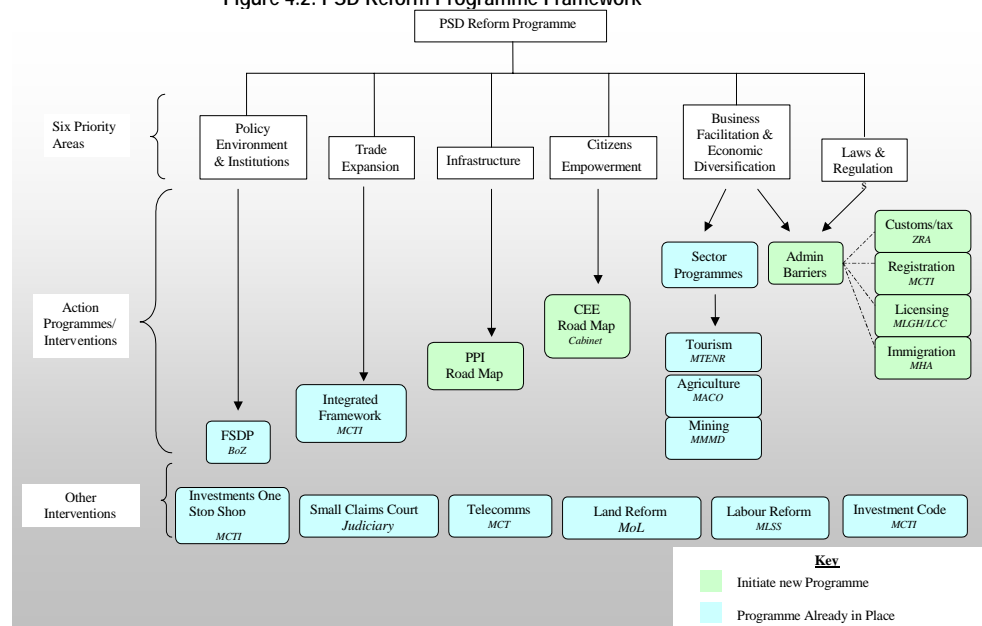 Figure 4.2: PSD Reform Programme Framework
PSD Reform Programme
Six Priority
Areas
Policy
Environment
& Institutions
Trade
Expansion
Infrastructure
Citizens
Empowerment
Business
Facilitation &
Economic
Diversification
Laws &
Regulation
s
Action
Programmes/
Interventions
FSDP
BoZ
Integrated
Framework
MCTI
PPI
Road Map
CEE
Road Map
Cabinet
Sector
Programmes
Tourism
MTENR
Agriculture
MACO
Mining
MMMD
Admin
Barriers
Customs/tax
ZRA
Registration
MCTI
Licensing
MLGH/LCC
Immigration
MHA
Other
Interventions
Investments One
Stop Shop
MCTI
Small Claims Court
Judiciary
Telecomms
MCT
Land Reform
MoL
Labour Reform
MLSS
Investment Code
MCTI
Key
Initiate new Programme
Programme Already in Place